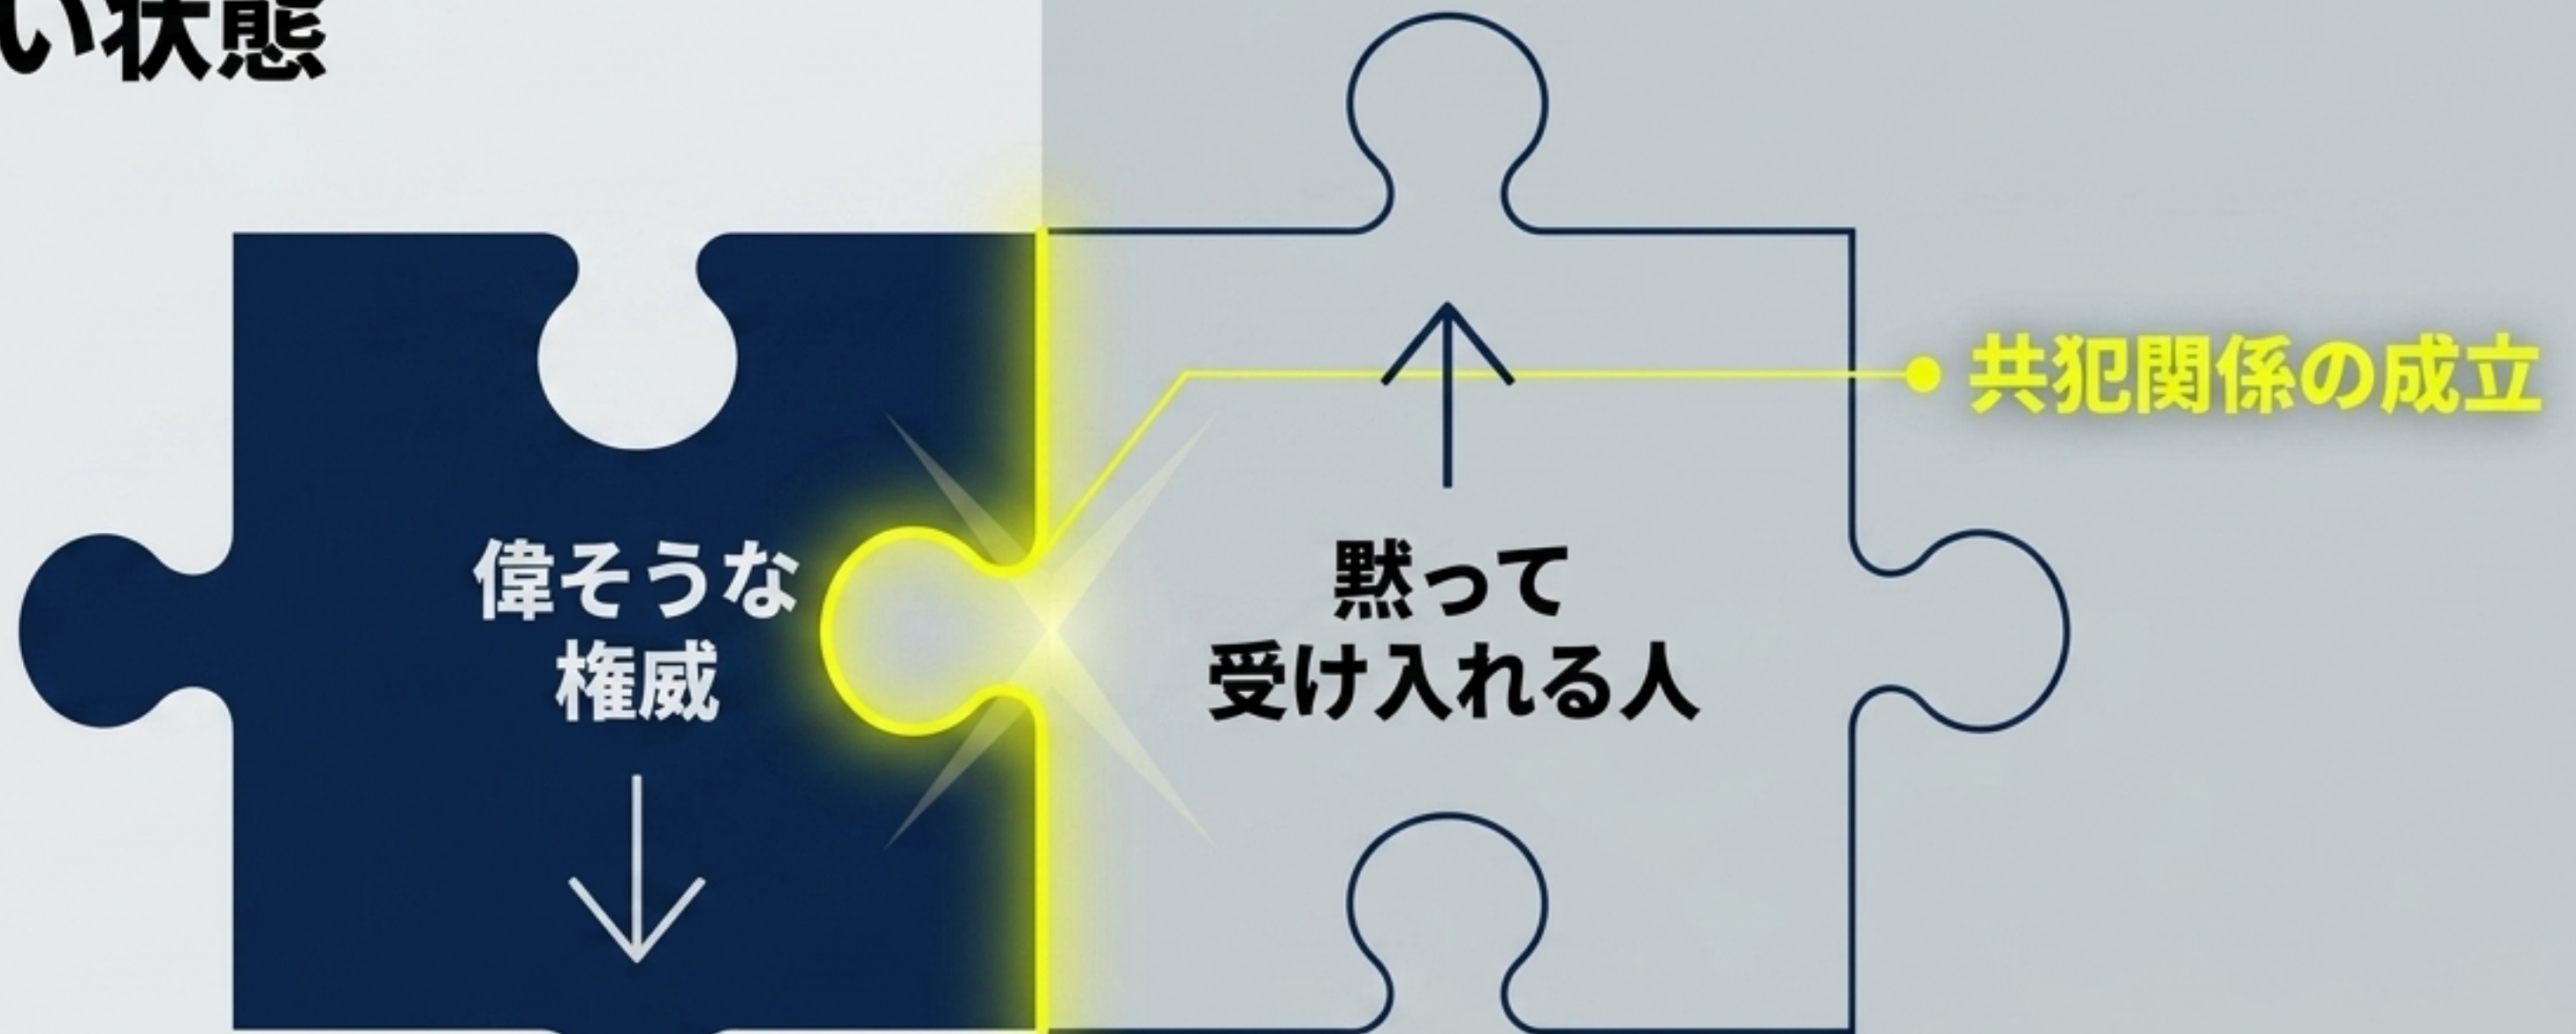 い状態
偉そうな
権威
黙って
受け入れる人
共犯関係の成立